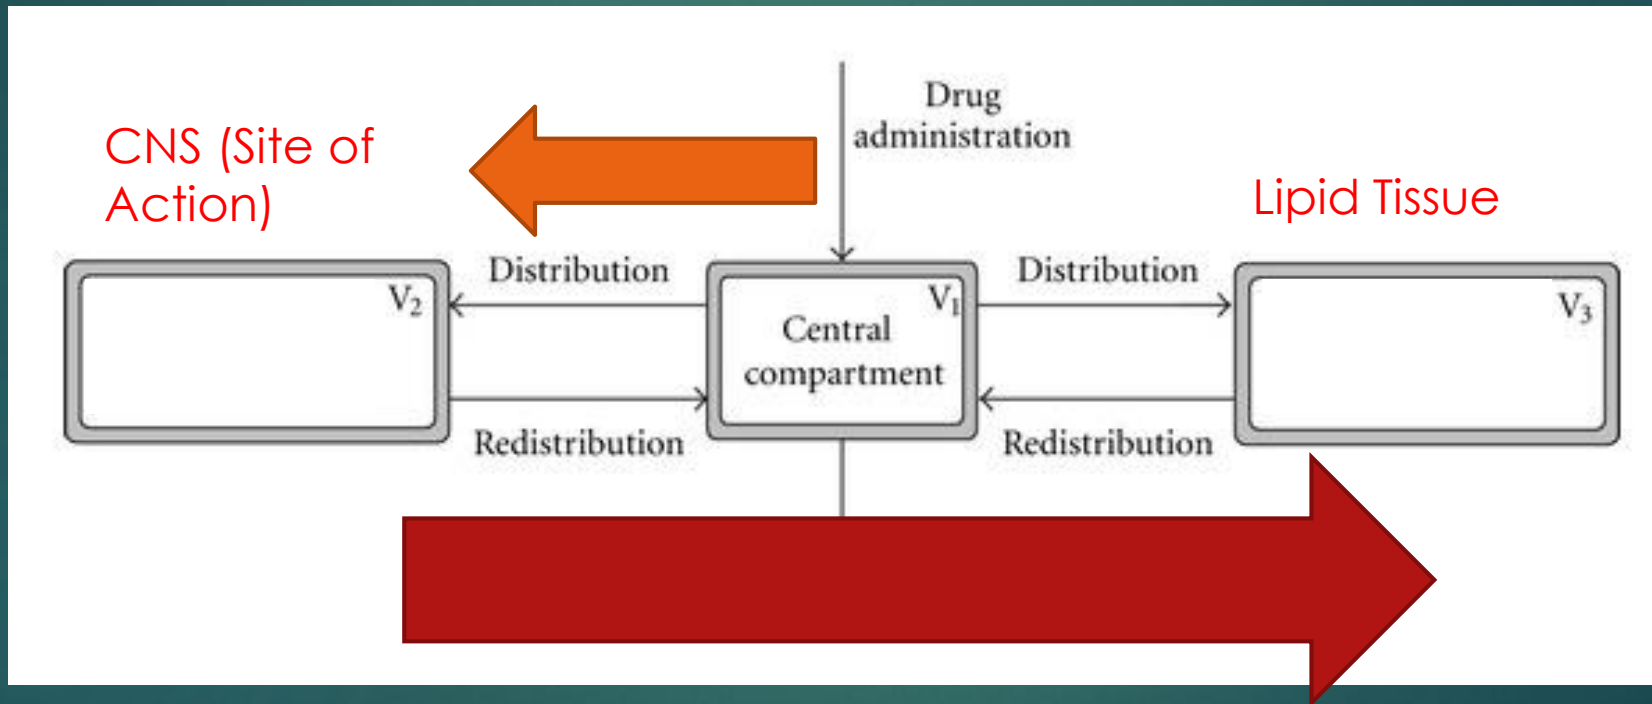 Drug
administration
CNS (Site of
Action)
Lipid Tissue
Distribution
Distribution
V₂
V₁
V₃
Central
compartment
Redistribution
Redistribution